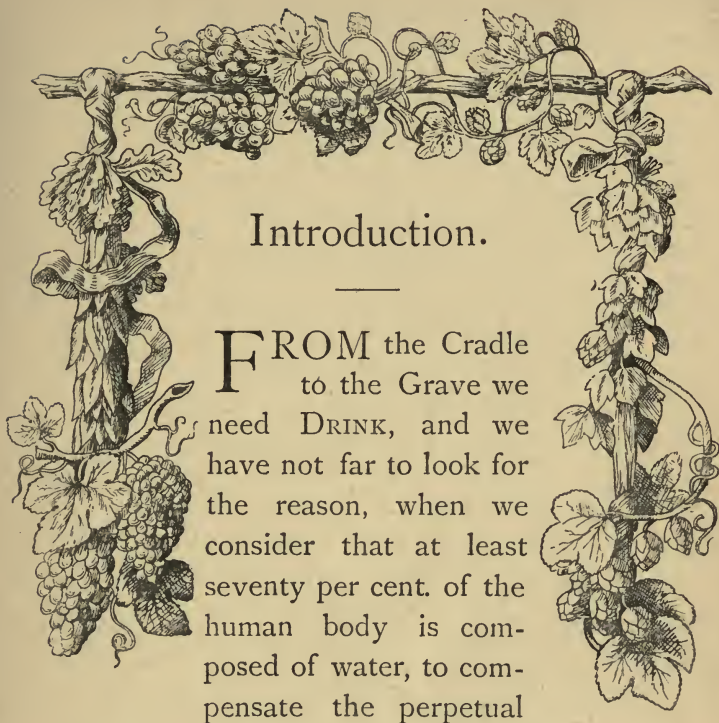 Introduction.
FROM the Cradle
to the Grave we
need DRINK, and we
have not far to look for
the reason, when we
consider that at least
seventy per cent. of the
human body is com-
posed of water, to com-
pensate the perpetual